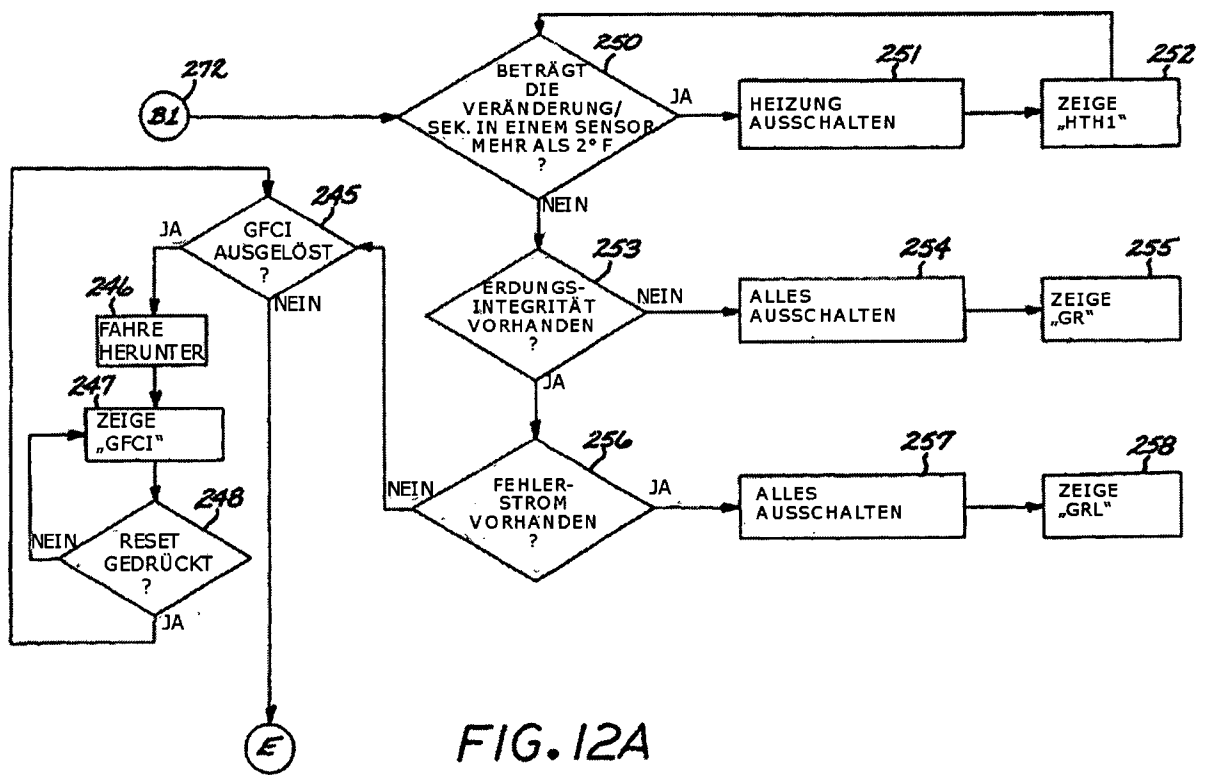 272
B1
250
BETRÄGT
DIE
VERÄNDERUNG/
SEK. IN EINEM SENSOR
MEHR ALS 2° F
?
JA
NEIN
251
HEIZUNG
AUSSCHALTEN
252
ZEIGE
„HTH1“
245
GFCI
AUSGELÖST
?
JA
NEIN
253
ERDUNGS-
INTEGRITÄT
VORHANDEN
?
NEIN
JA
254
ALLES
AUSSCHALTEN
255
ZEIGE
„GR“
246
FAHRE
HERUNTER
247
ZEIGE
„GFCI“
248
RESET
GEDRÜCKT
?
NEIN
JA
256
FEHLER-
STROM
VORHANDEN
?
NEIN
JA
257
ALLES
AUSSCHALTEN
258
ZEIGE
„GRL“
E
FIG. 12A